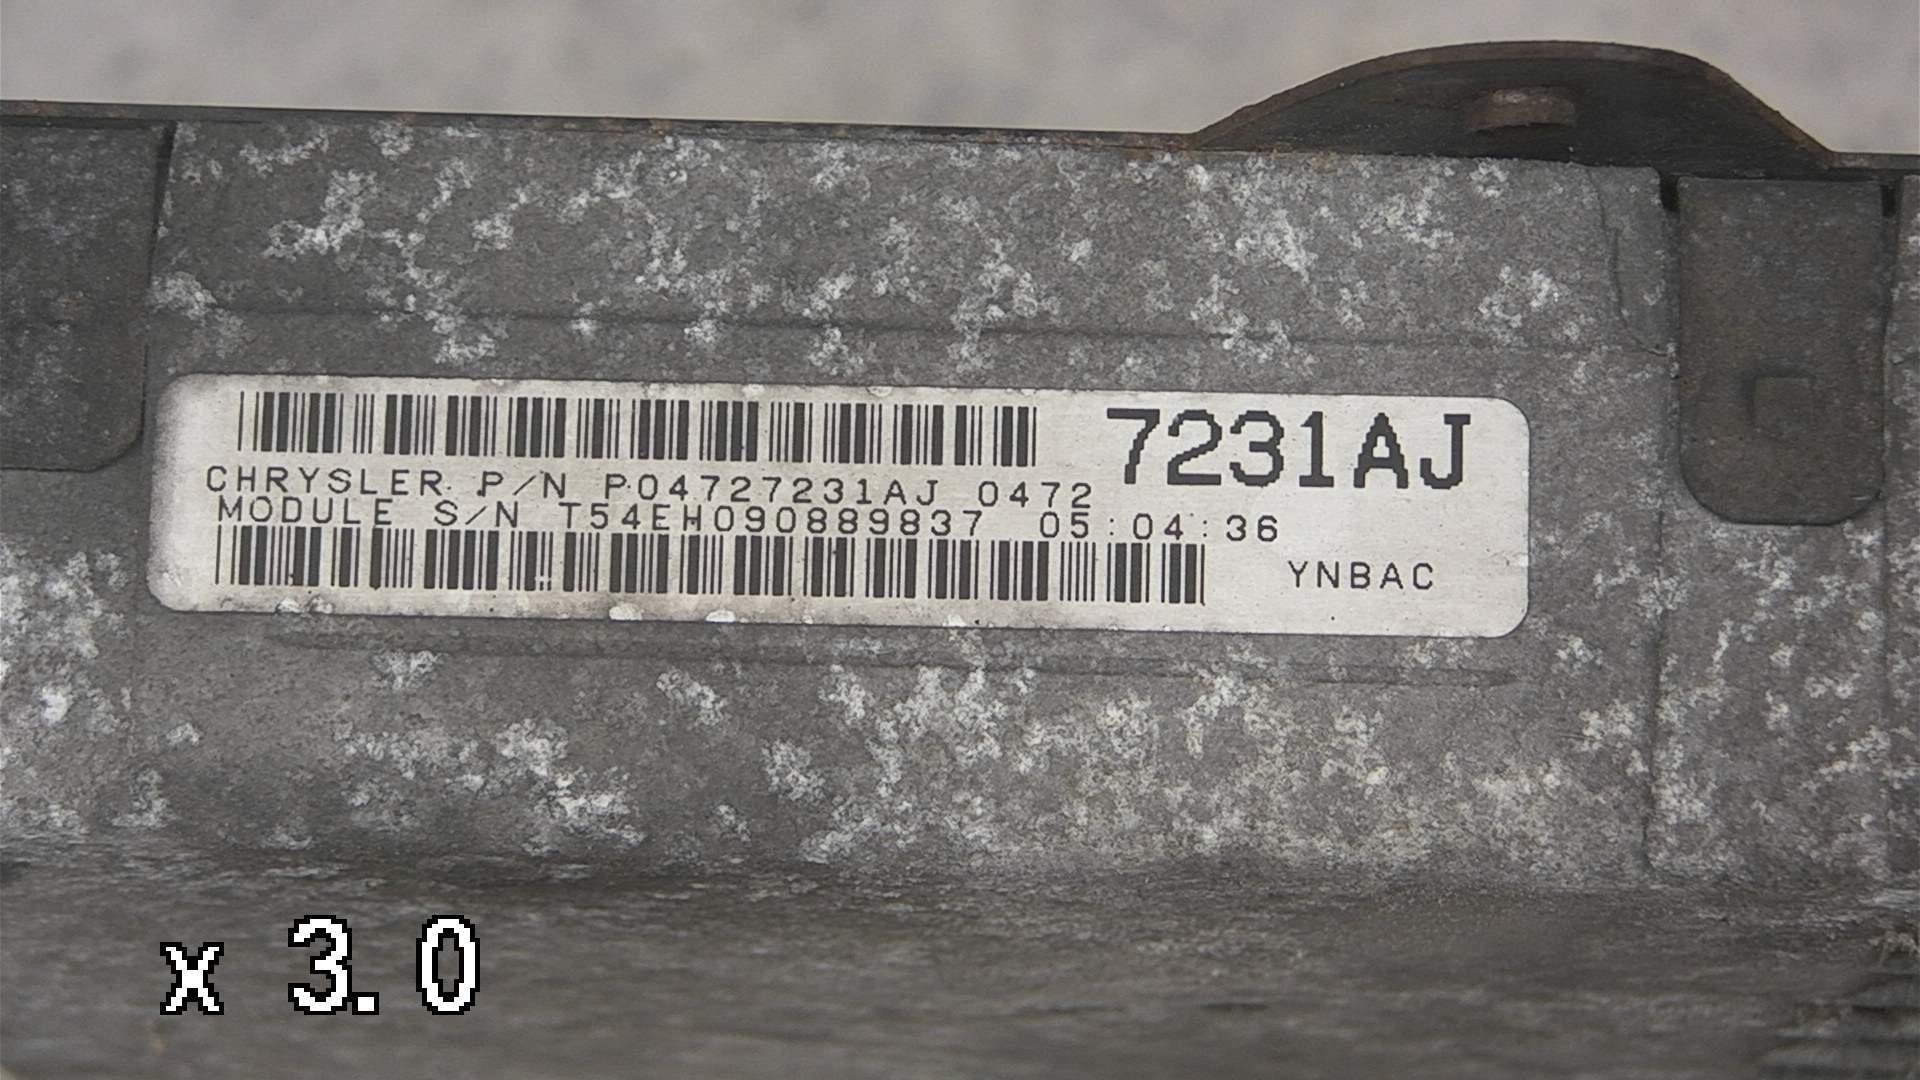 7231AJ
CHRYSLER P/N P04727231AJ 0472
MODULE S/N T54EH090889837 05:04:36
YNBAC
x 3.0